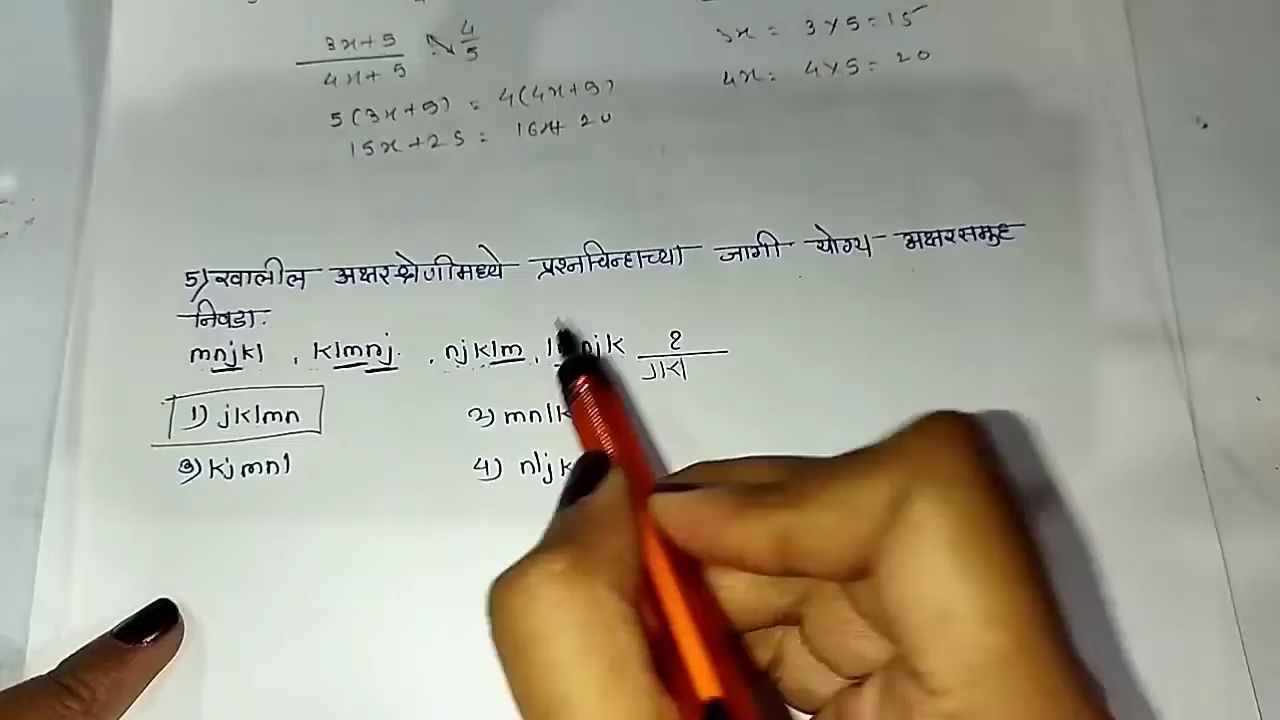 3x+5 4
4x+5 5
5(3x+5) = 4(4x+5)
15x+25 = 16x+ 20
3x = 3×5=15
4x = 4×5= 20
5) खालील अक्षरश्रेणीमध्ये प्रश्नचिन्हाच्या जागी योग्य अक्षरसमुह
निवडा.
mnjkl , klmnj. , njklm , njk ?
jkl
1) jklmn 2) mnlk
3) kjmnl 4) nljk